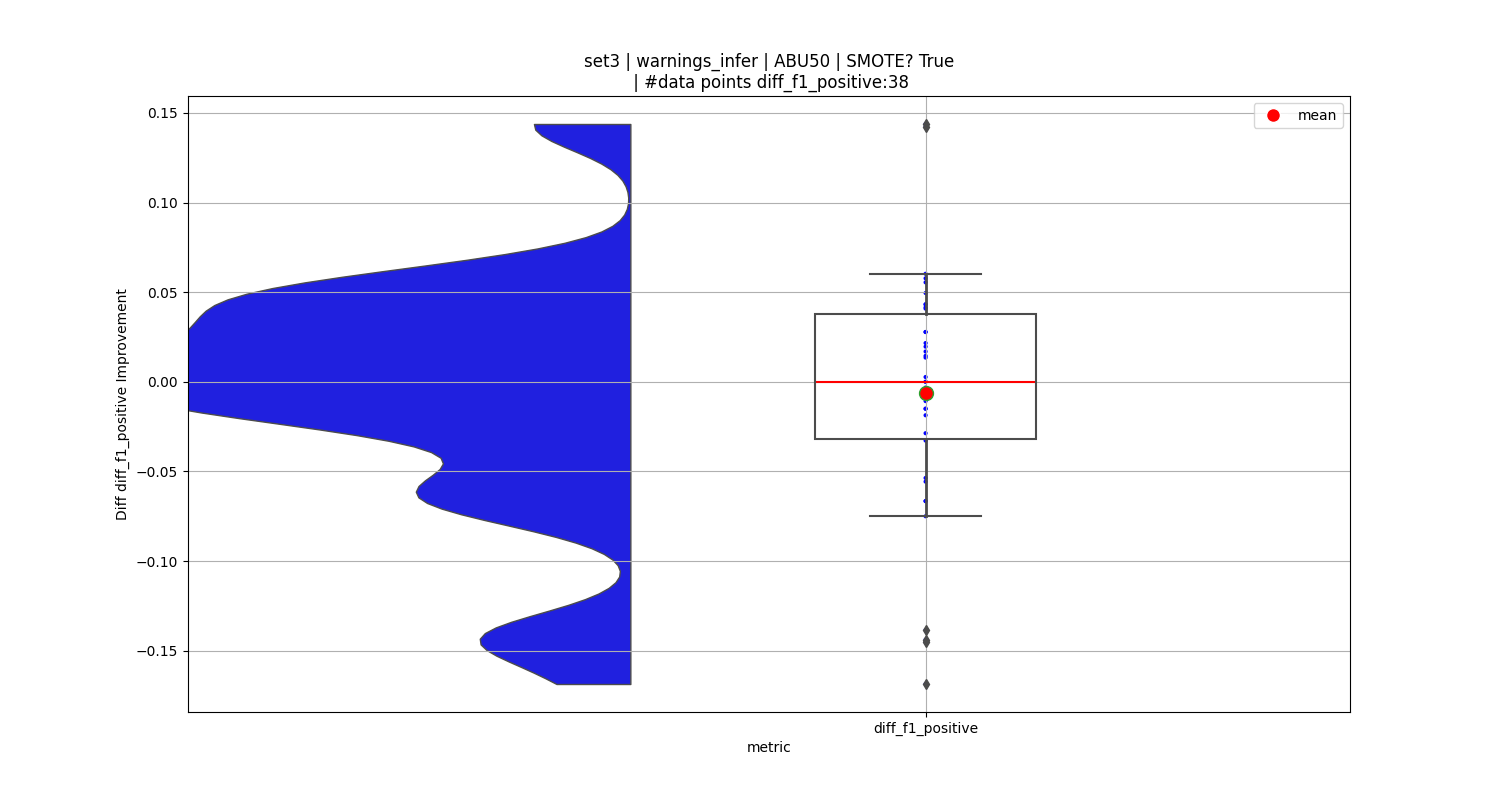 set3 | warnings_infer | ABU50 | SMOTE? True
| #data points diff_f1_positive:38
mean
0.15
0.10
0.05
0.00
−0.05
−0.10
−0.15
Diff diff_f1_positive Improvement
diff_f1_positive
metric